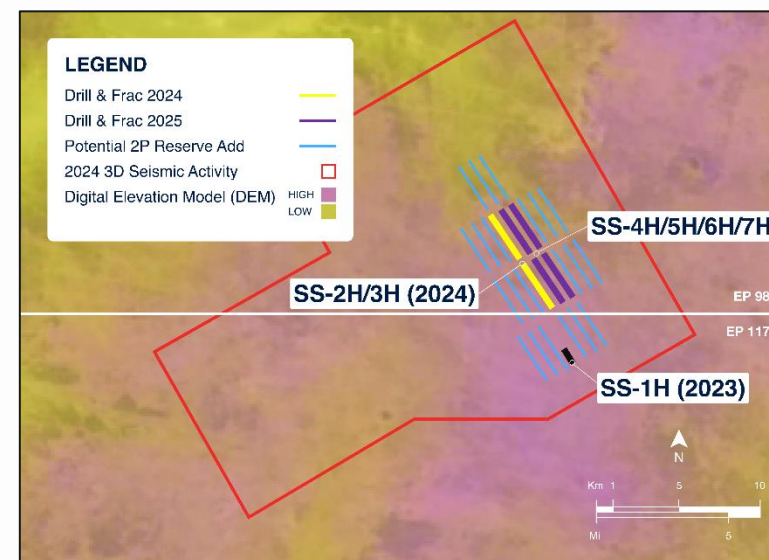 LEGEND
Drill & Frac 2024
Drill & Frac 2025
Potential 2P Reserve Add
2024 3D Seismic Activity
Digital Elevation Model (DEM) HIGH
LOW
SS-4H/5H/6H/7H
SS-2H/3H (2024)
EP 98
EP 117
SS-1H (2023)
N
Km 1 5 10
Mi 5